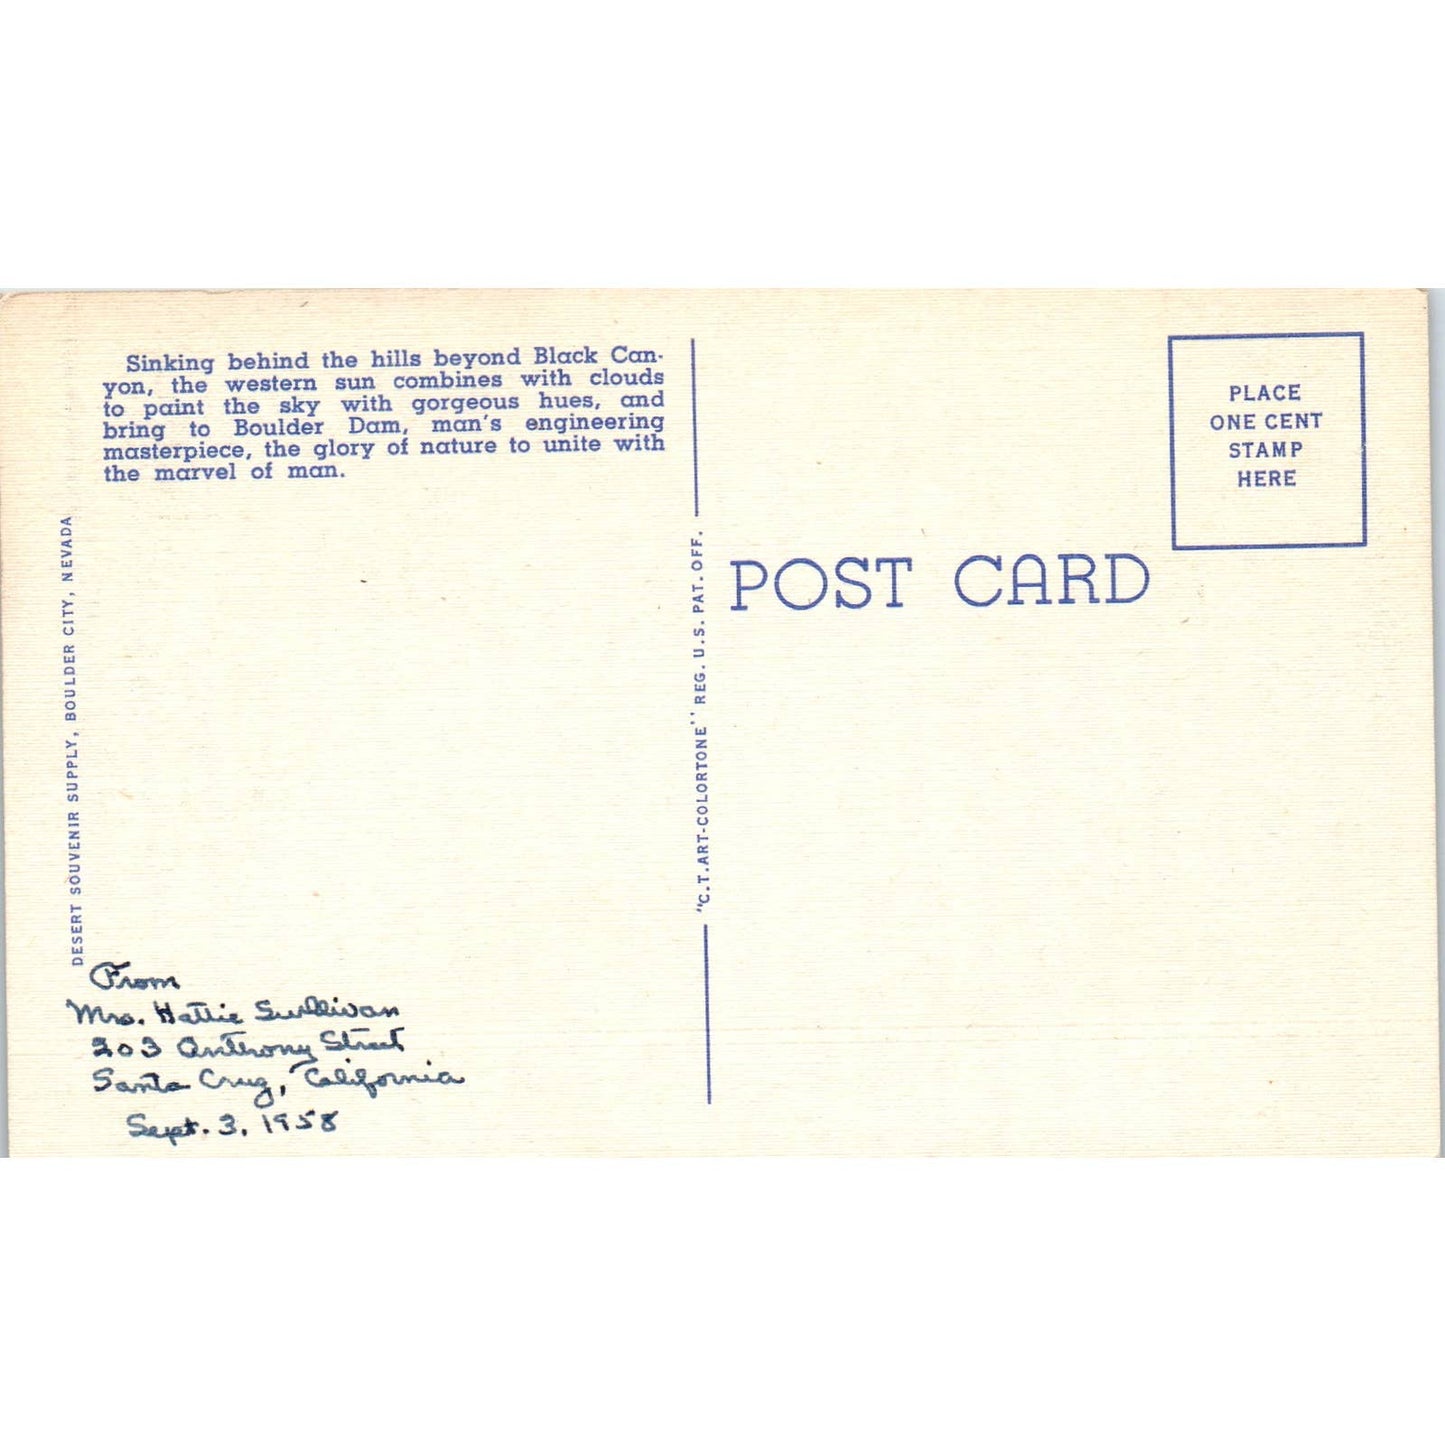 Sinking behind the hills beyond Black Can-
yon, the western sun combines with clouds
to paint the sky with gorgeous hues, and
bring to Boulder Dam, man's engineering
masterpiece, the glory of nature to unite with
the marvel of man.
DESERT SOUVENIR SUPPLY, BOULDER CITY, NEVADA
From
Mrs. Hattie Sullivan
203 Anthony Street
Santa Cruz, California
Sept. 3, 1958
"C.T. ART-COLORTONE" REG. U.S. PAT. OFF.
POST CARD
PLACE
ONE CENT
STAMP
HERE